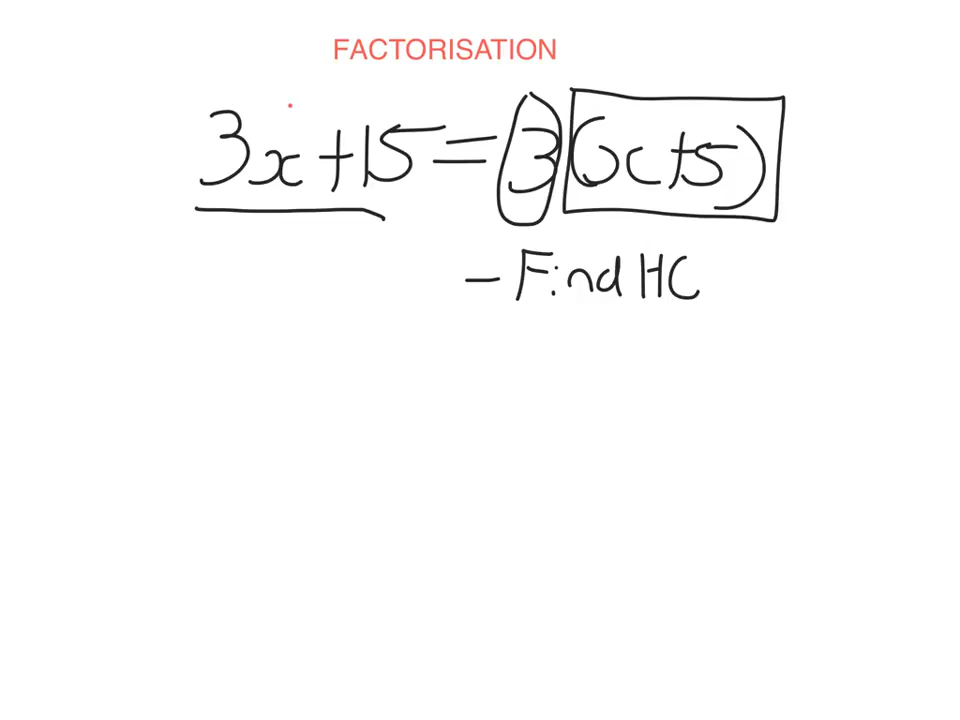 FACTORISATION
3x+15=3(x+5)
- Find HC